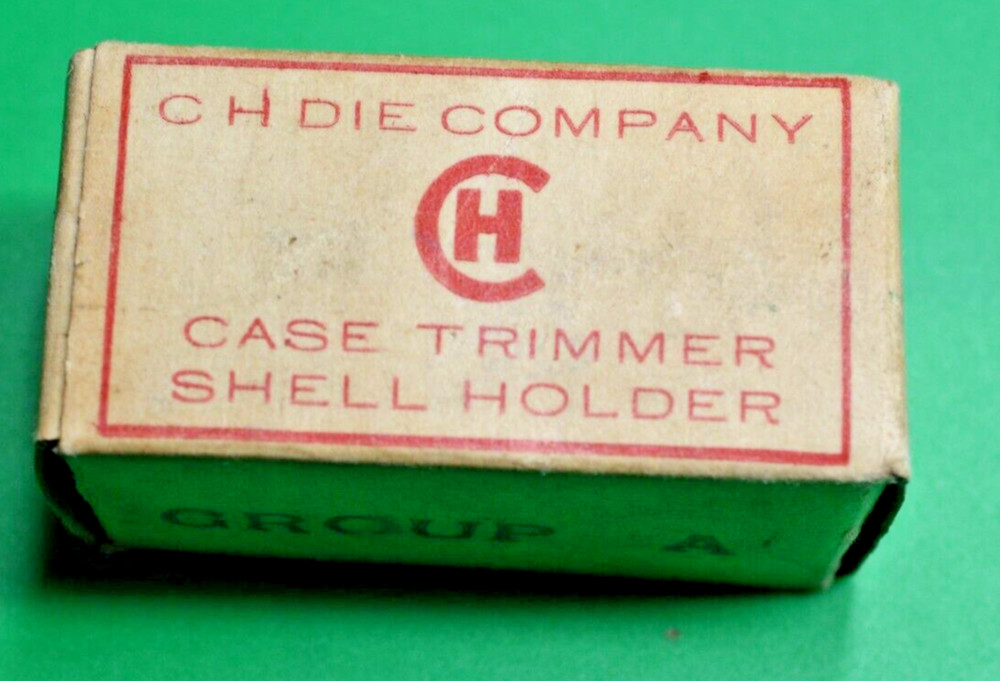 C H DIE COMPANY
CH
CASE TRIMMER
SHELL HOLDER
GROUP A